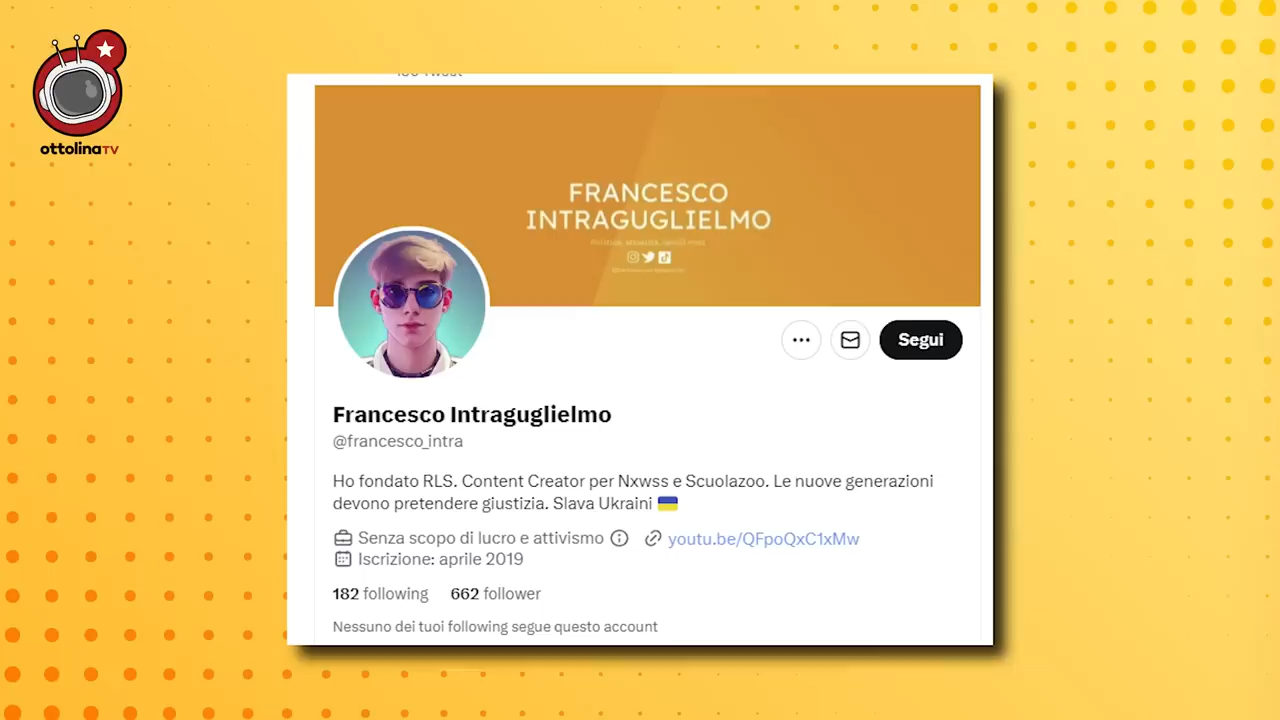 ottolinaTV
FRANCESCO
INTRAGUGLIELMO
Segui
Francesco Intraguglielmo
@francesco_intra
Ho fondato RLS. Content Creator per Nxwss e Scuolazoo. Le nuove generazioni
devono pretendere giustizia. Slava Ukraini 🇺🇦
Senza scopo di lucro e attivismo youtu.be/QFpoQxC1xMw
Iscrizione: aprile 2019
182 following 662 follower
Nessuno dei tuoi following segue questo account